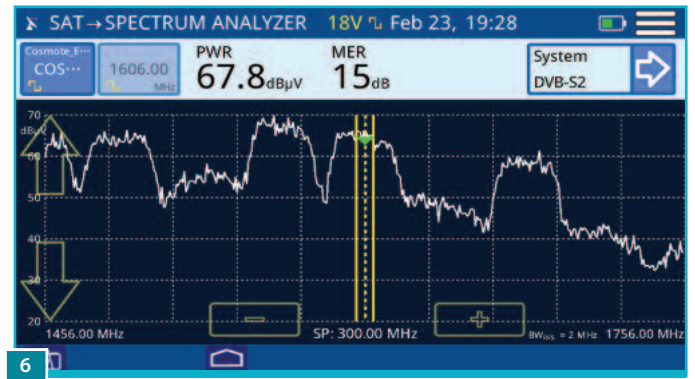 SAT→SPECTRUM ANALYZER 18V Feb 23, 19:28
Cosmote_E···
COS···
1606.00
MHz
PWR
67.8dBµV
MER
15dB
System
DVB-S2
70
dBµV
60
50
40
30
20
1456.00 MHz
SP: 300.00 MHz
= 2 MHz
1756.00 MHz
6